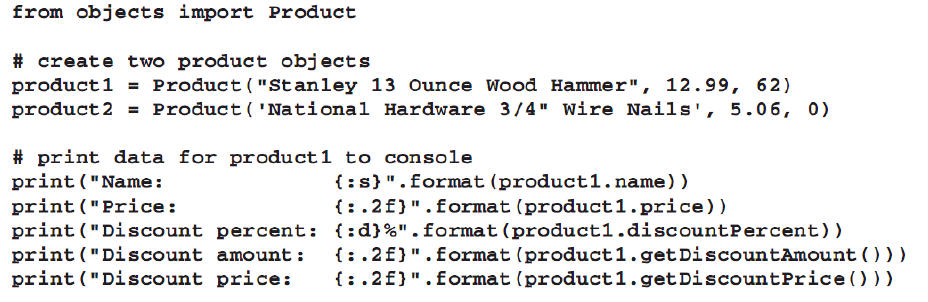 from objects import Product
# create two product objects
product1 = Product("Stanley 13 Ounce Wood Hammer", 12.99, 62)
product2 = Product('National Hardware 3/4" Wire Nails', 5.06, 0)
# print data for product1 to console
print("Name:             {:s}".format(product1.name))
print("Price:            {:.2f}".format(product1.price))
print("Discount percent: {:d}%".format(product1.discountPercent))
print("Discount amount:  {:.2f}".format(product1.getDiscountAmount()))
print("Discount price:   {:.2f}".format(product1.getDiscountPrice()))